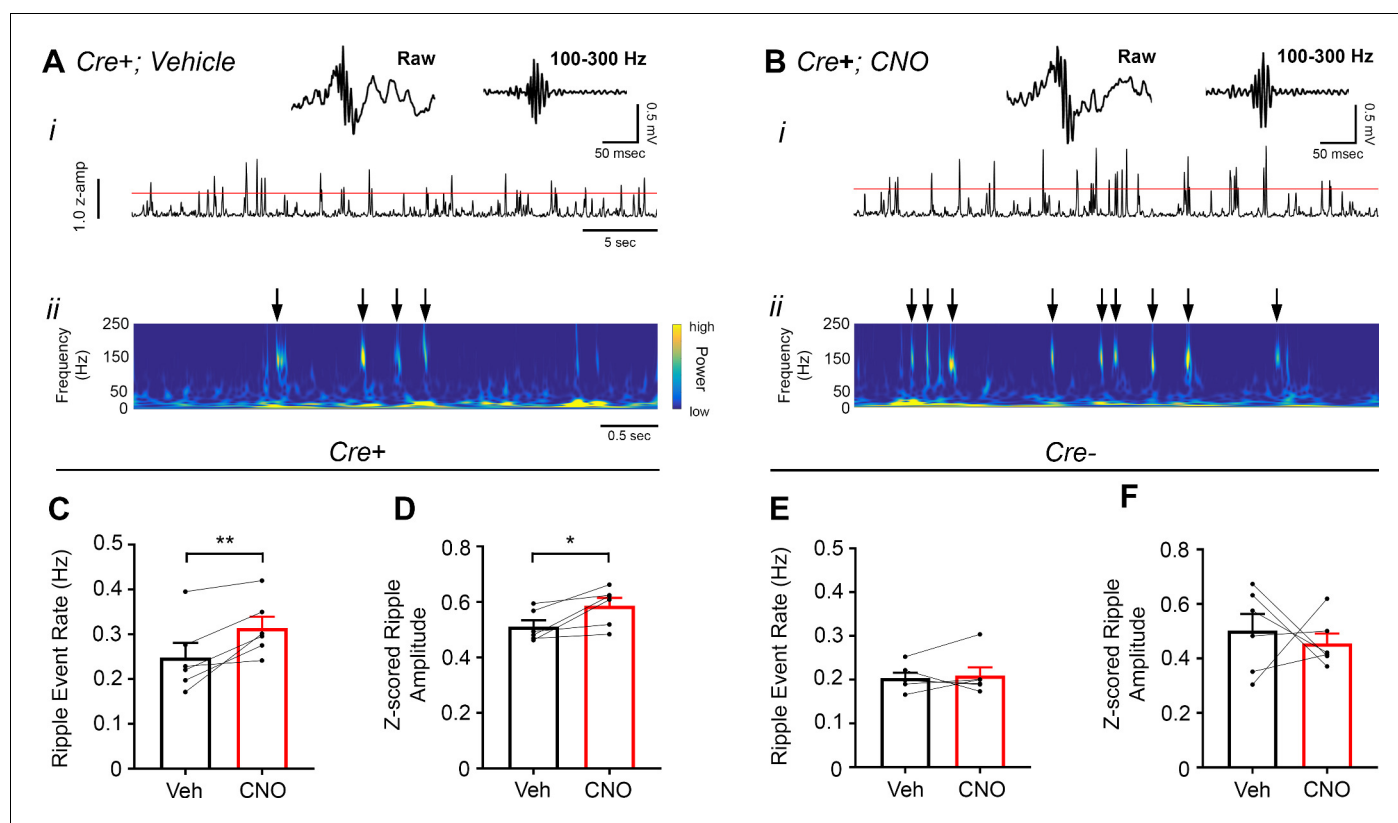 A Cre+; Vehicle
Raw
100-300 Hz
0.5 mV
50 msec
i
1.0 z-amp
5 sec
ii
Frequency
(Hz)
250
150
50
0
high
Power
low
0.5 sec
B Cre+; CNO
Raw
100-300 Hz
0.5 mV
50 msec
i
ii
Frequency
(Hz)
250
150
50
0
Cre+
Cre-
C
**
Ripple Event Rate (Hz)
0.5
0.4
0.3
0.2
0.1
0
Veh CNO
D
*
Z-scored Ripple
Amplitude
0.8
0.6
0.4
0.2
0
Veh CNO
E
Ripple Event Rate (Hz)
0.5
0.4
0.3
0.2
0.1
0
Veh CNO
F
Z-scored Ripple
Amplitude
0.8
0.6
0.4
0.2
0
Veh CNO